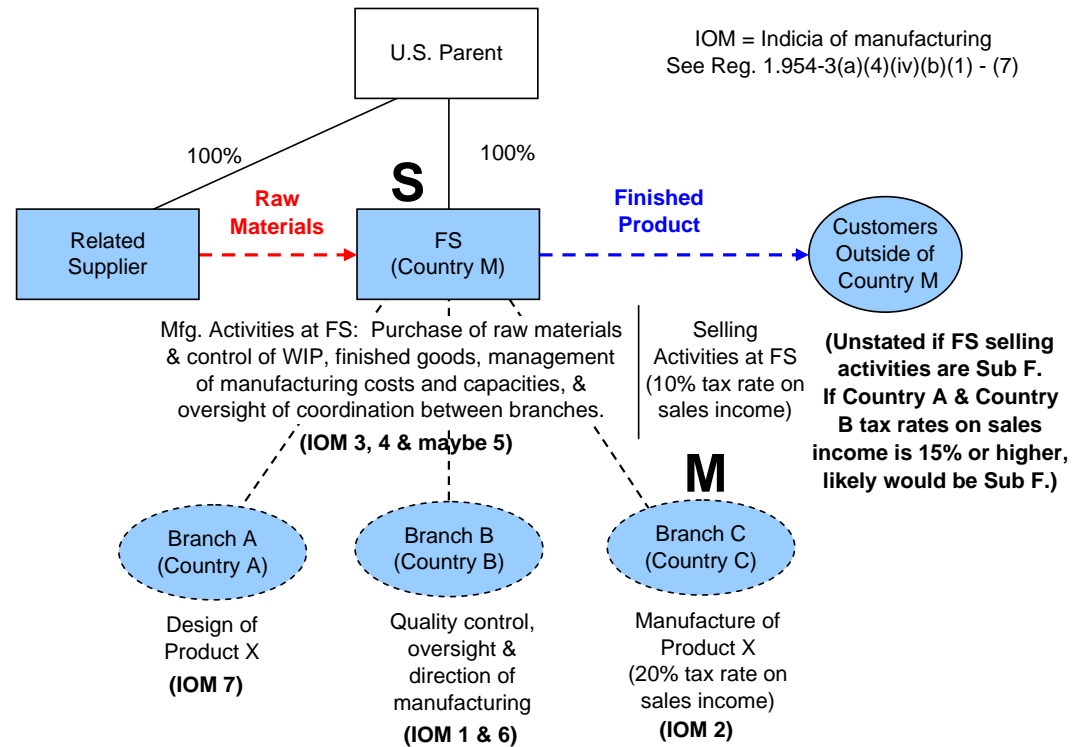 U.S. Parent
IOM = Indicia of manufacturing
See Reg. 1.954-3(a)(4)(iv)(b)(1) - (7)
100%
100%
S
Raw
Materials
Finished
Product
Related
Supplier
FS
(Country M)
Customers
Outside of
Country M
Mfg. Activities at FS: Purchase of raw materials
& control of WIP, finished goods, management
of manufacturing costs and capacities, &
oversight of coordination between branches.
(IOM 3, 4 & maybe 5)
Selling
Activities at FS
(10% tax rate on
sales income)
(Unstated if FS selling
activities are Sub F.
If Country A & Country
B tax rates on sales
income is 15% or higher,
likely would be Sub F.)
M
Branch A
(Country A)
Branch B
(Country B)
Branch C
(Country C)
Design of
Product X
(IOM 7)
Quality control,
oversight &
direction of
manufacturing
(IOM 1 & 6)
Manufacture of
Product X
(20% tax rate on
sales income)
(IOM 2)